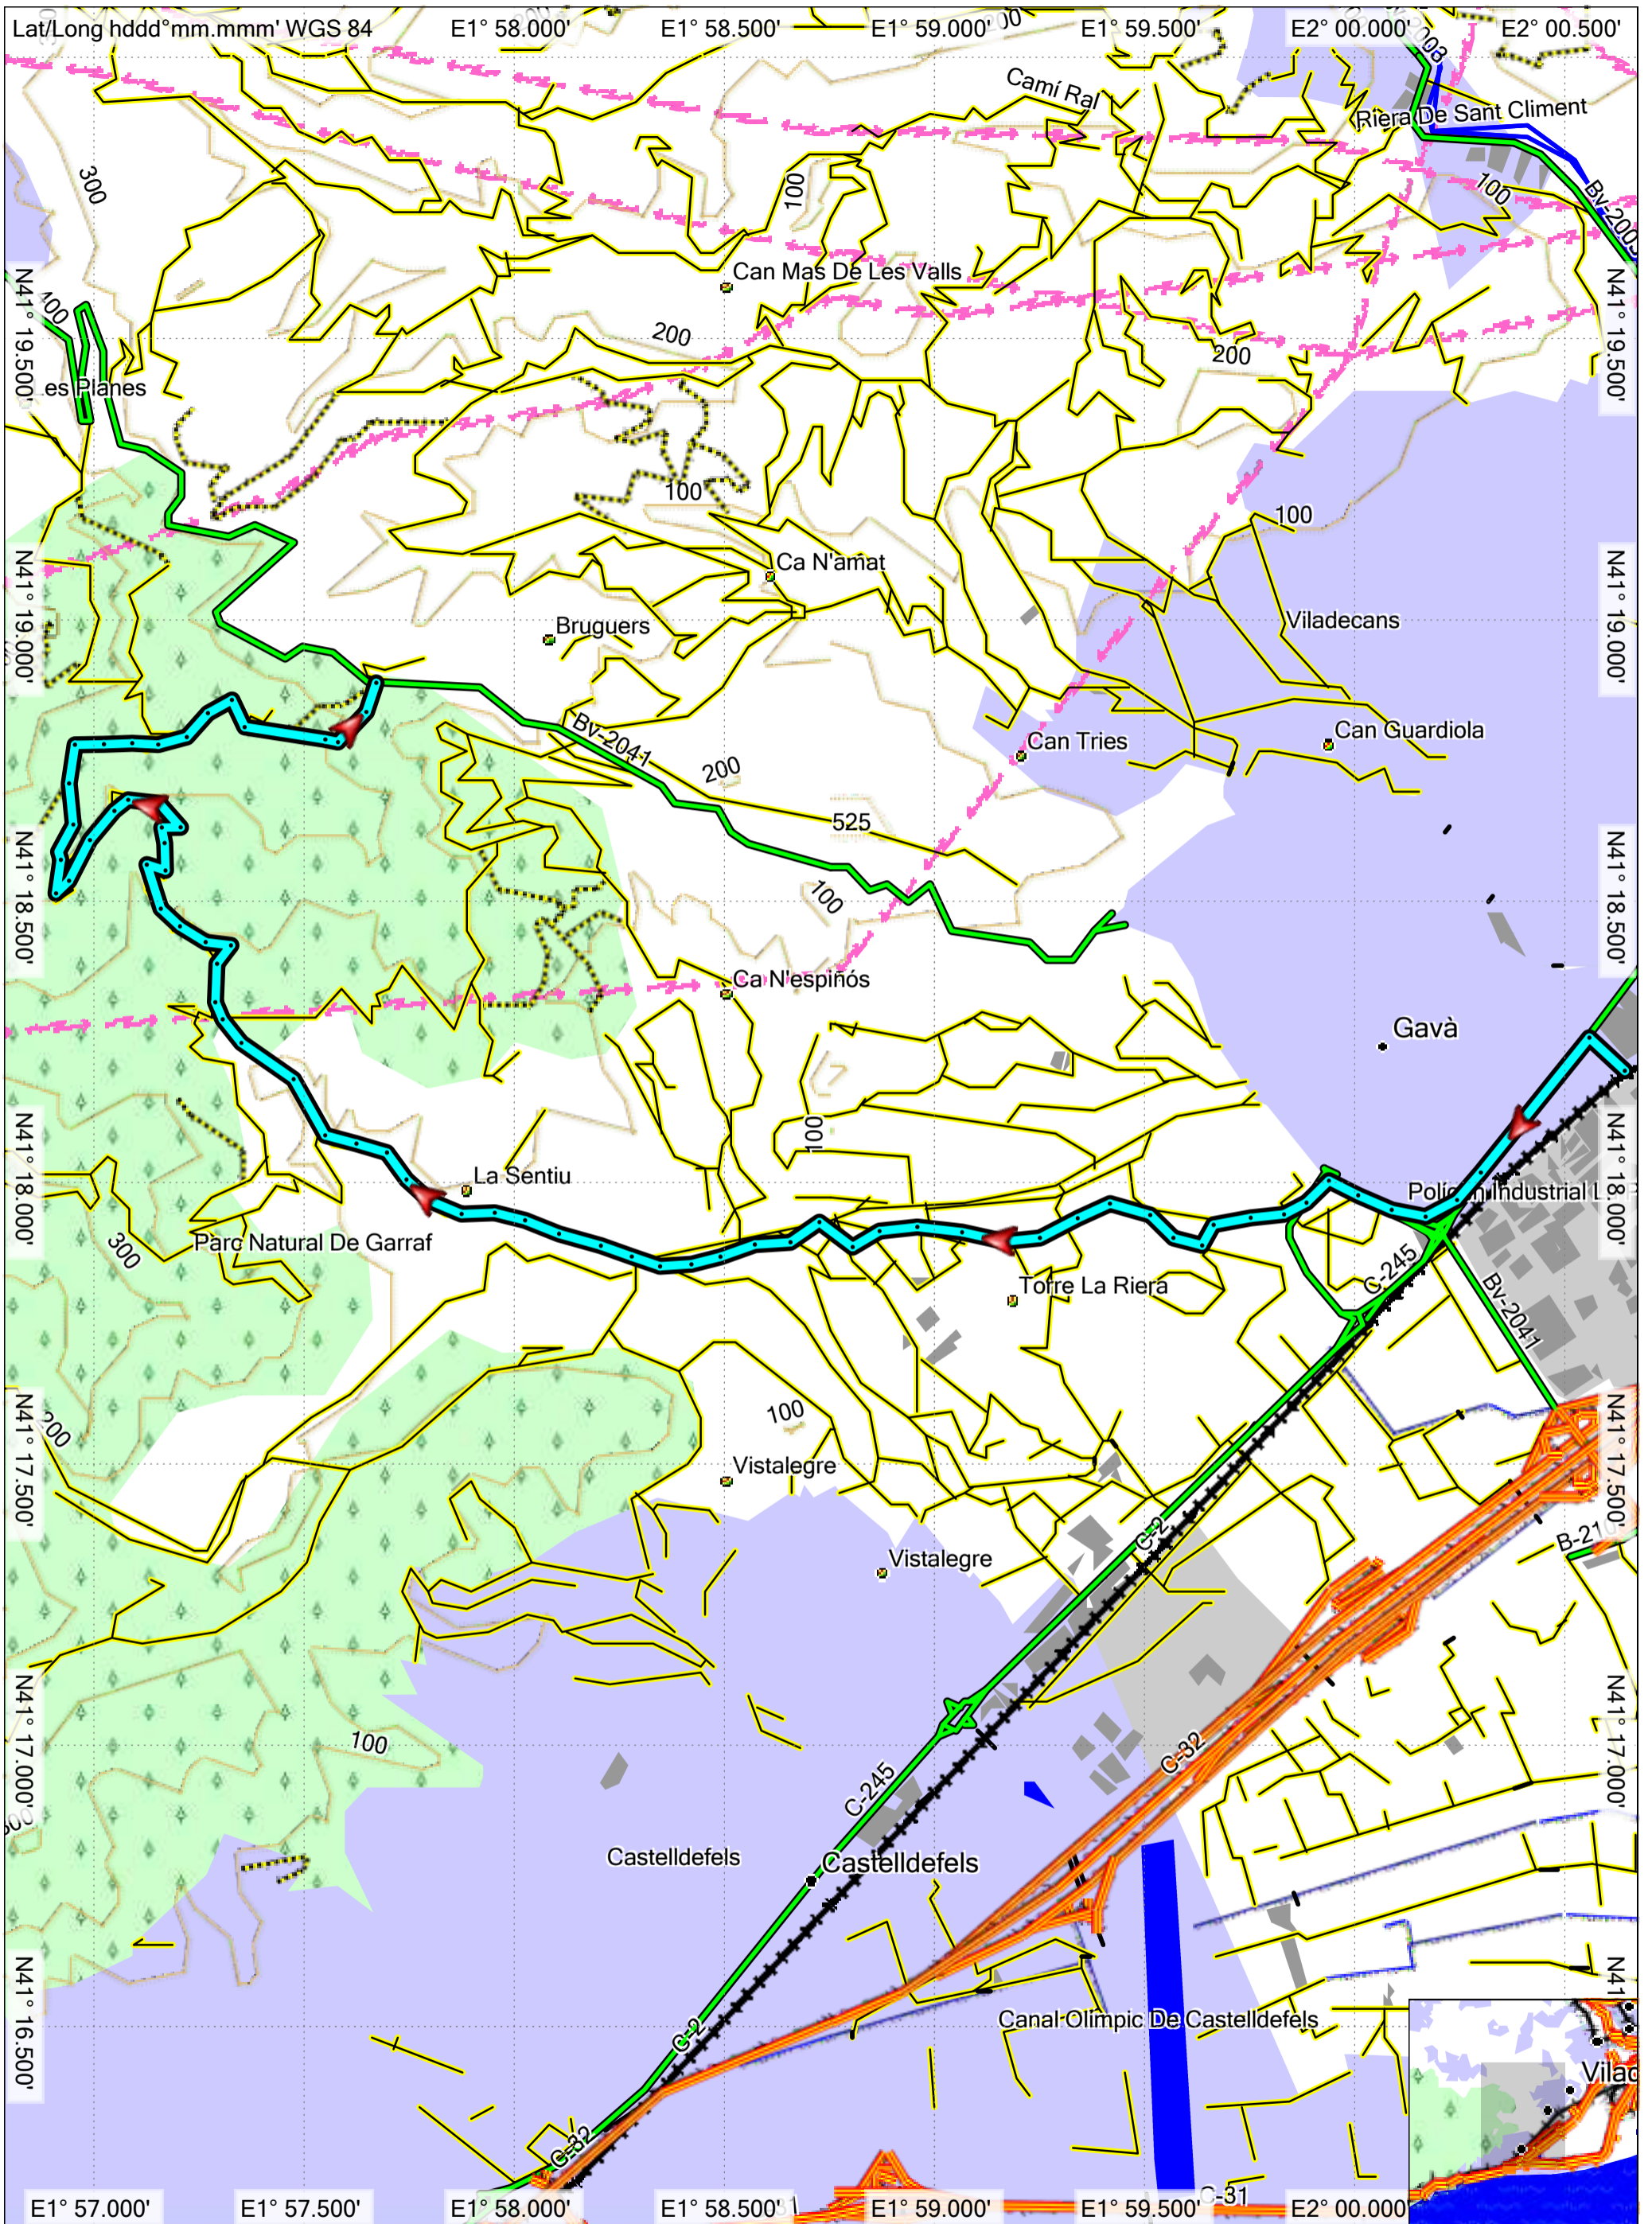 Lat/Long hddd°mm.mmm' WGS 84
E1° 58.000'
E1° 58.500'
E1° 59.000'
E1° 59.500'
E2° 00.000'
E2° 00.500'
Camí Ral
Riera De Sant Climent
300
100
100
Can Mas De Les Valls
N41° 19.500'
N41° 19.500'
400
200
200
es Planes
100
100
Ca N'amat
N41° 19.000'
N41° 19.000'
Bruguers
Viladecans
Bv-2041
Can Tries
Can Guardiola
200
525
N41° 18.500'
N41° 18.500'
100
Ca N'espinós
Gavà
100
N41° 18.000'
N41° 18.000'
La Sentiu
Polígon Industrial L
Parc Natural De Garraf
300
C-245
Torre La Riera
Bv-2041
N41° 17.500'
N41° 17.500'
200
100
Vistalegre
C-2
B-21
Vistalegre
N41° 17.000'
N41° 17.000'
100
C-32
C-245
Castelldefels
Castelldefels
N41° 16.500'
N41
Canal Olimpic De Castelldefels
C-2
Vilad
C-32
C-31
E1° 57.000'
E1° 57.500'
E1° 58.000'
E1° 58.500'
E1° 59.000'
E1° 59.500'
E2° 00.000'